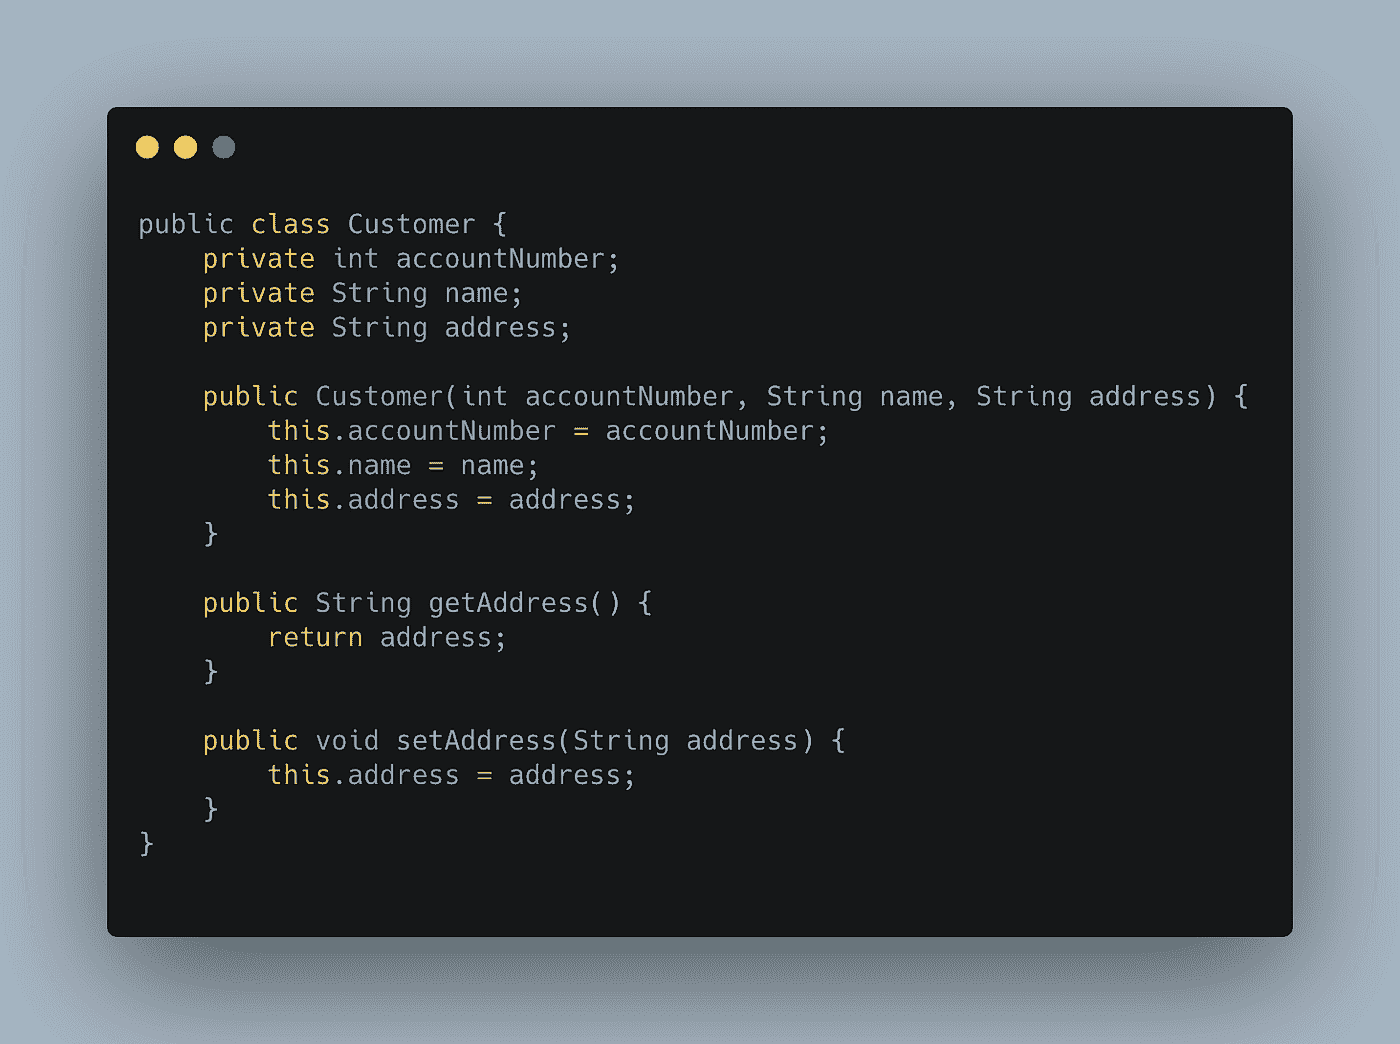 public class Customer {
    private int accountNumber;
    private String name;
    private String address;

    public Customer(int accountNumber, String name, String address) {
        this.accountNumber = accountNumber;
        this.name = name;
        this.address = address;
    }

    public String getAddress() {
        return address;
    }

    public void setAddress(String address) {
        this.address = address;
    }
}